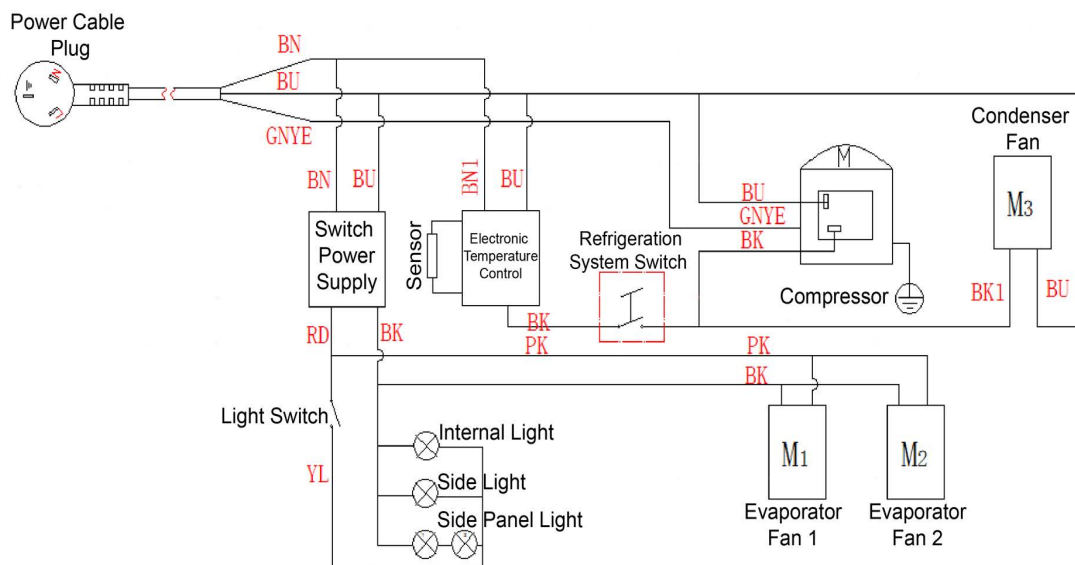 Power Cable
Plug
N
L
BN
BU
GNYE
BN
BU
BN1
BU
Switch
Power
Supply
Sensor
Electronic
Temperature
Control
Refrigeration
System Switch
BU
GNYE
BK
M
Compressor
Condenser
Fan
M3
BK1
BU
RD
BK
BK
PK
PK
BK
Light Switch
YL
Internal Light
Side Light
Side Panel Light
M1
Evaporator
Fan 1
M2
Evaporator
Fan 2